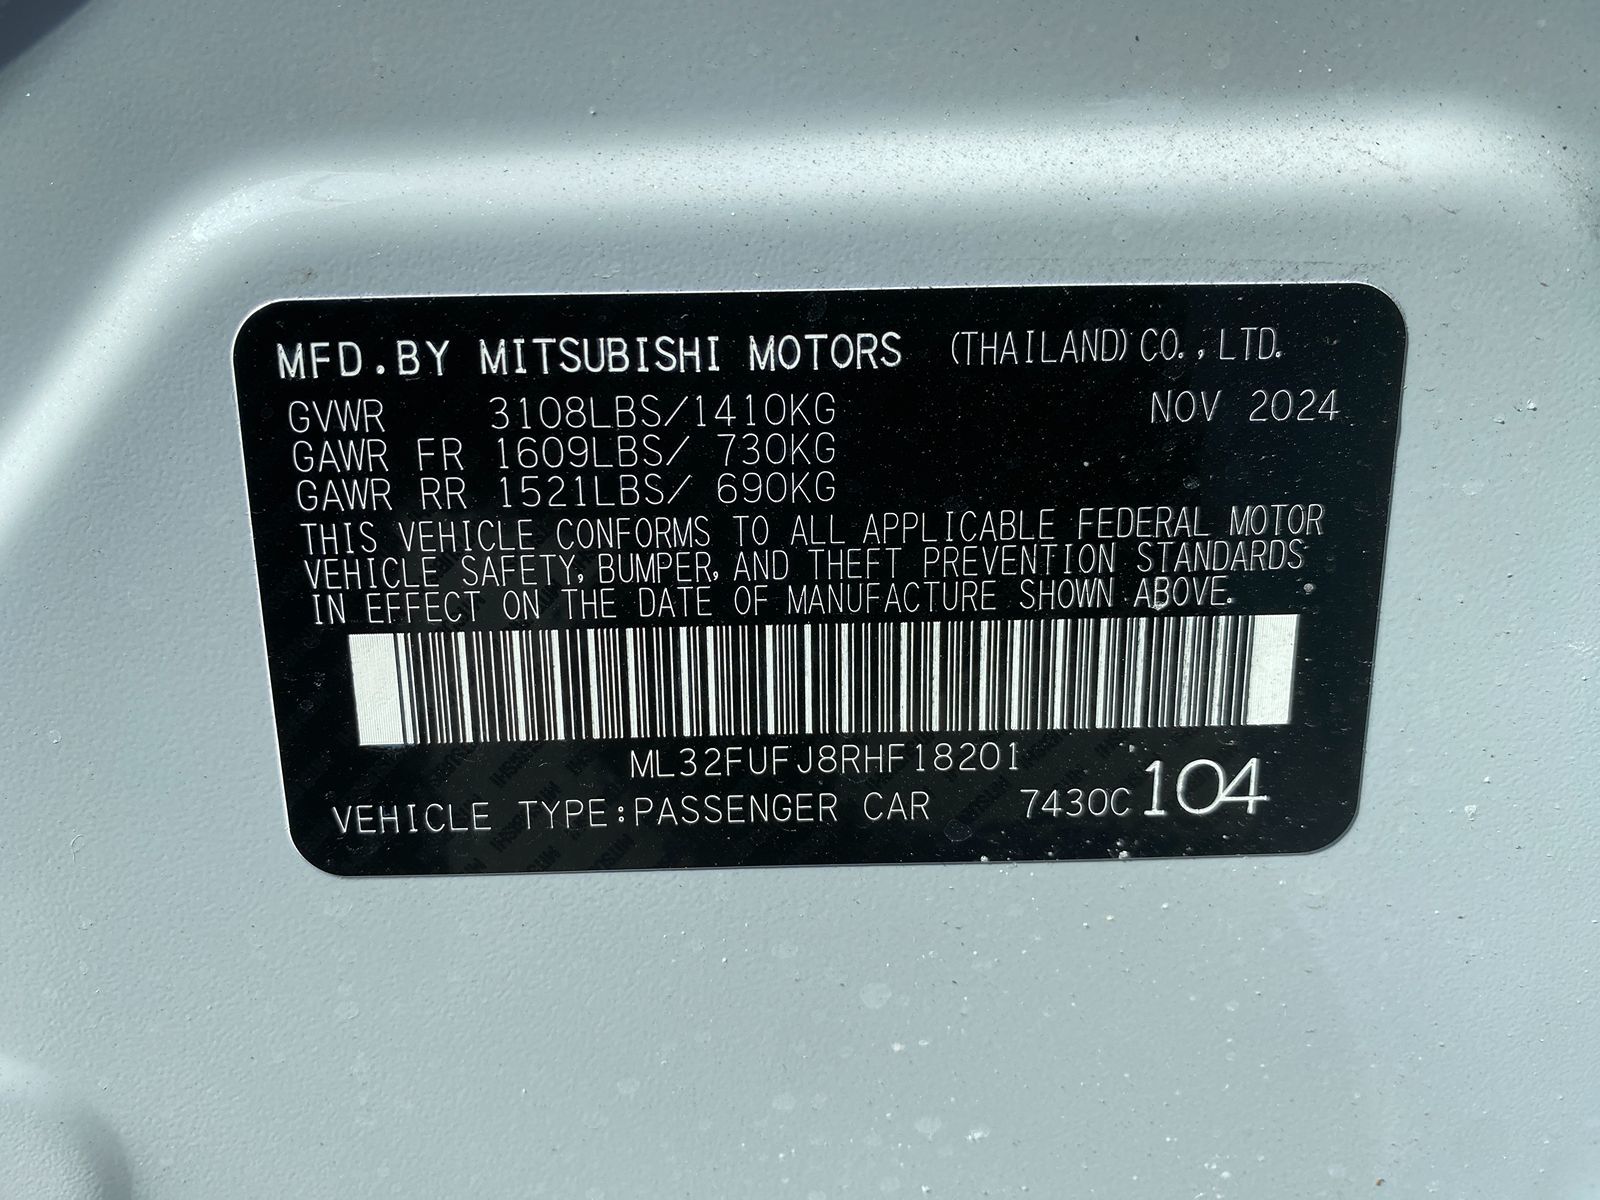 MFD.BY MITSUBISHI MOTORS (THAILAND) CO.,LTD.
GVWR 3108LBS/1410KG NOV 2024
GAWR FR 1609LBS/ 730KG
GAWR RR 1521LBS/ 690KG
THIS VEHICLE CONFORMS TO ALL APPLICABLE FEDERAL MOTOR
VEHICLE SAFETY, BUMPER, AND THEFT PREVENTION STANDARDS
IN EFFECT ON THE DATE OF MANUFACTURE SHOWN ABOVE.
ML32FUFJ8RHF18201
VEHICLE TYPE:PASSENGER CAR 7430C 104